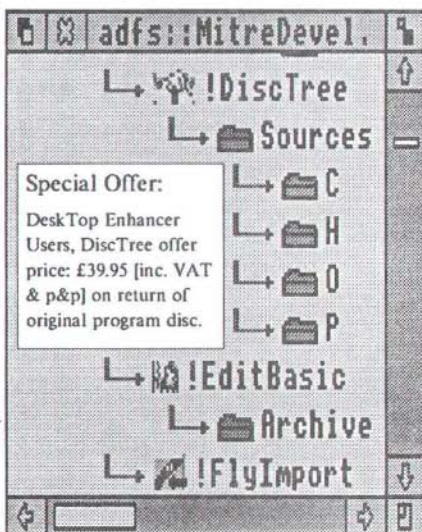 adfs::MitreDevel.
!DiscTree
Sources
C
H
O
P
Special Offer:
DeskTop Enhancer
Users, DiscTree offer
price: £39.95 [inc. VAT
& p&p] on return of
original program disc.
!EditBasic
Archive
!FlyImport